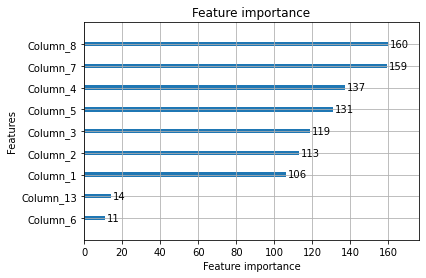 Feature importance
Column_8 160
Column_7 159
Column_4 137
Column_5 131
Column_3 119
Column_2 113
Column_1 106
Column_13 14
Column_6 11
Features
0 20 40 60 80 100 120 140 160
Feature importance